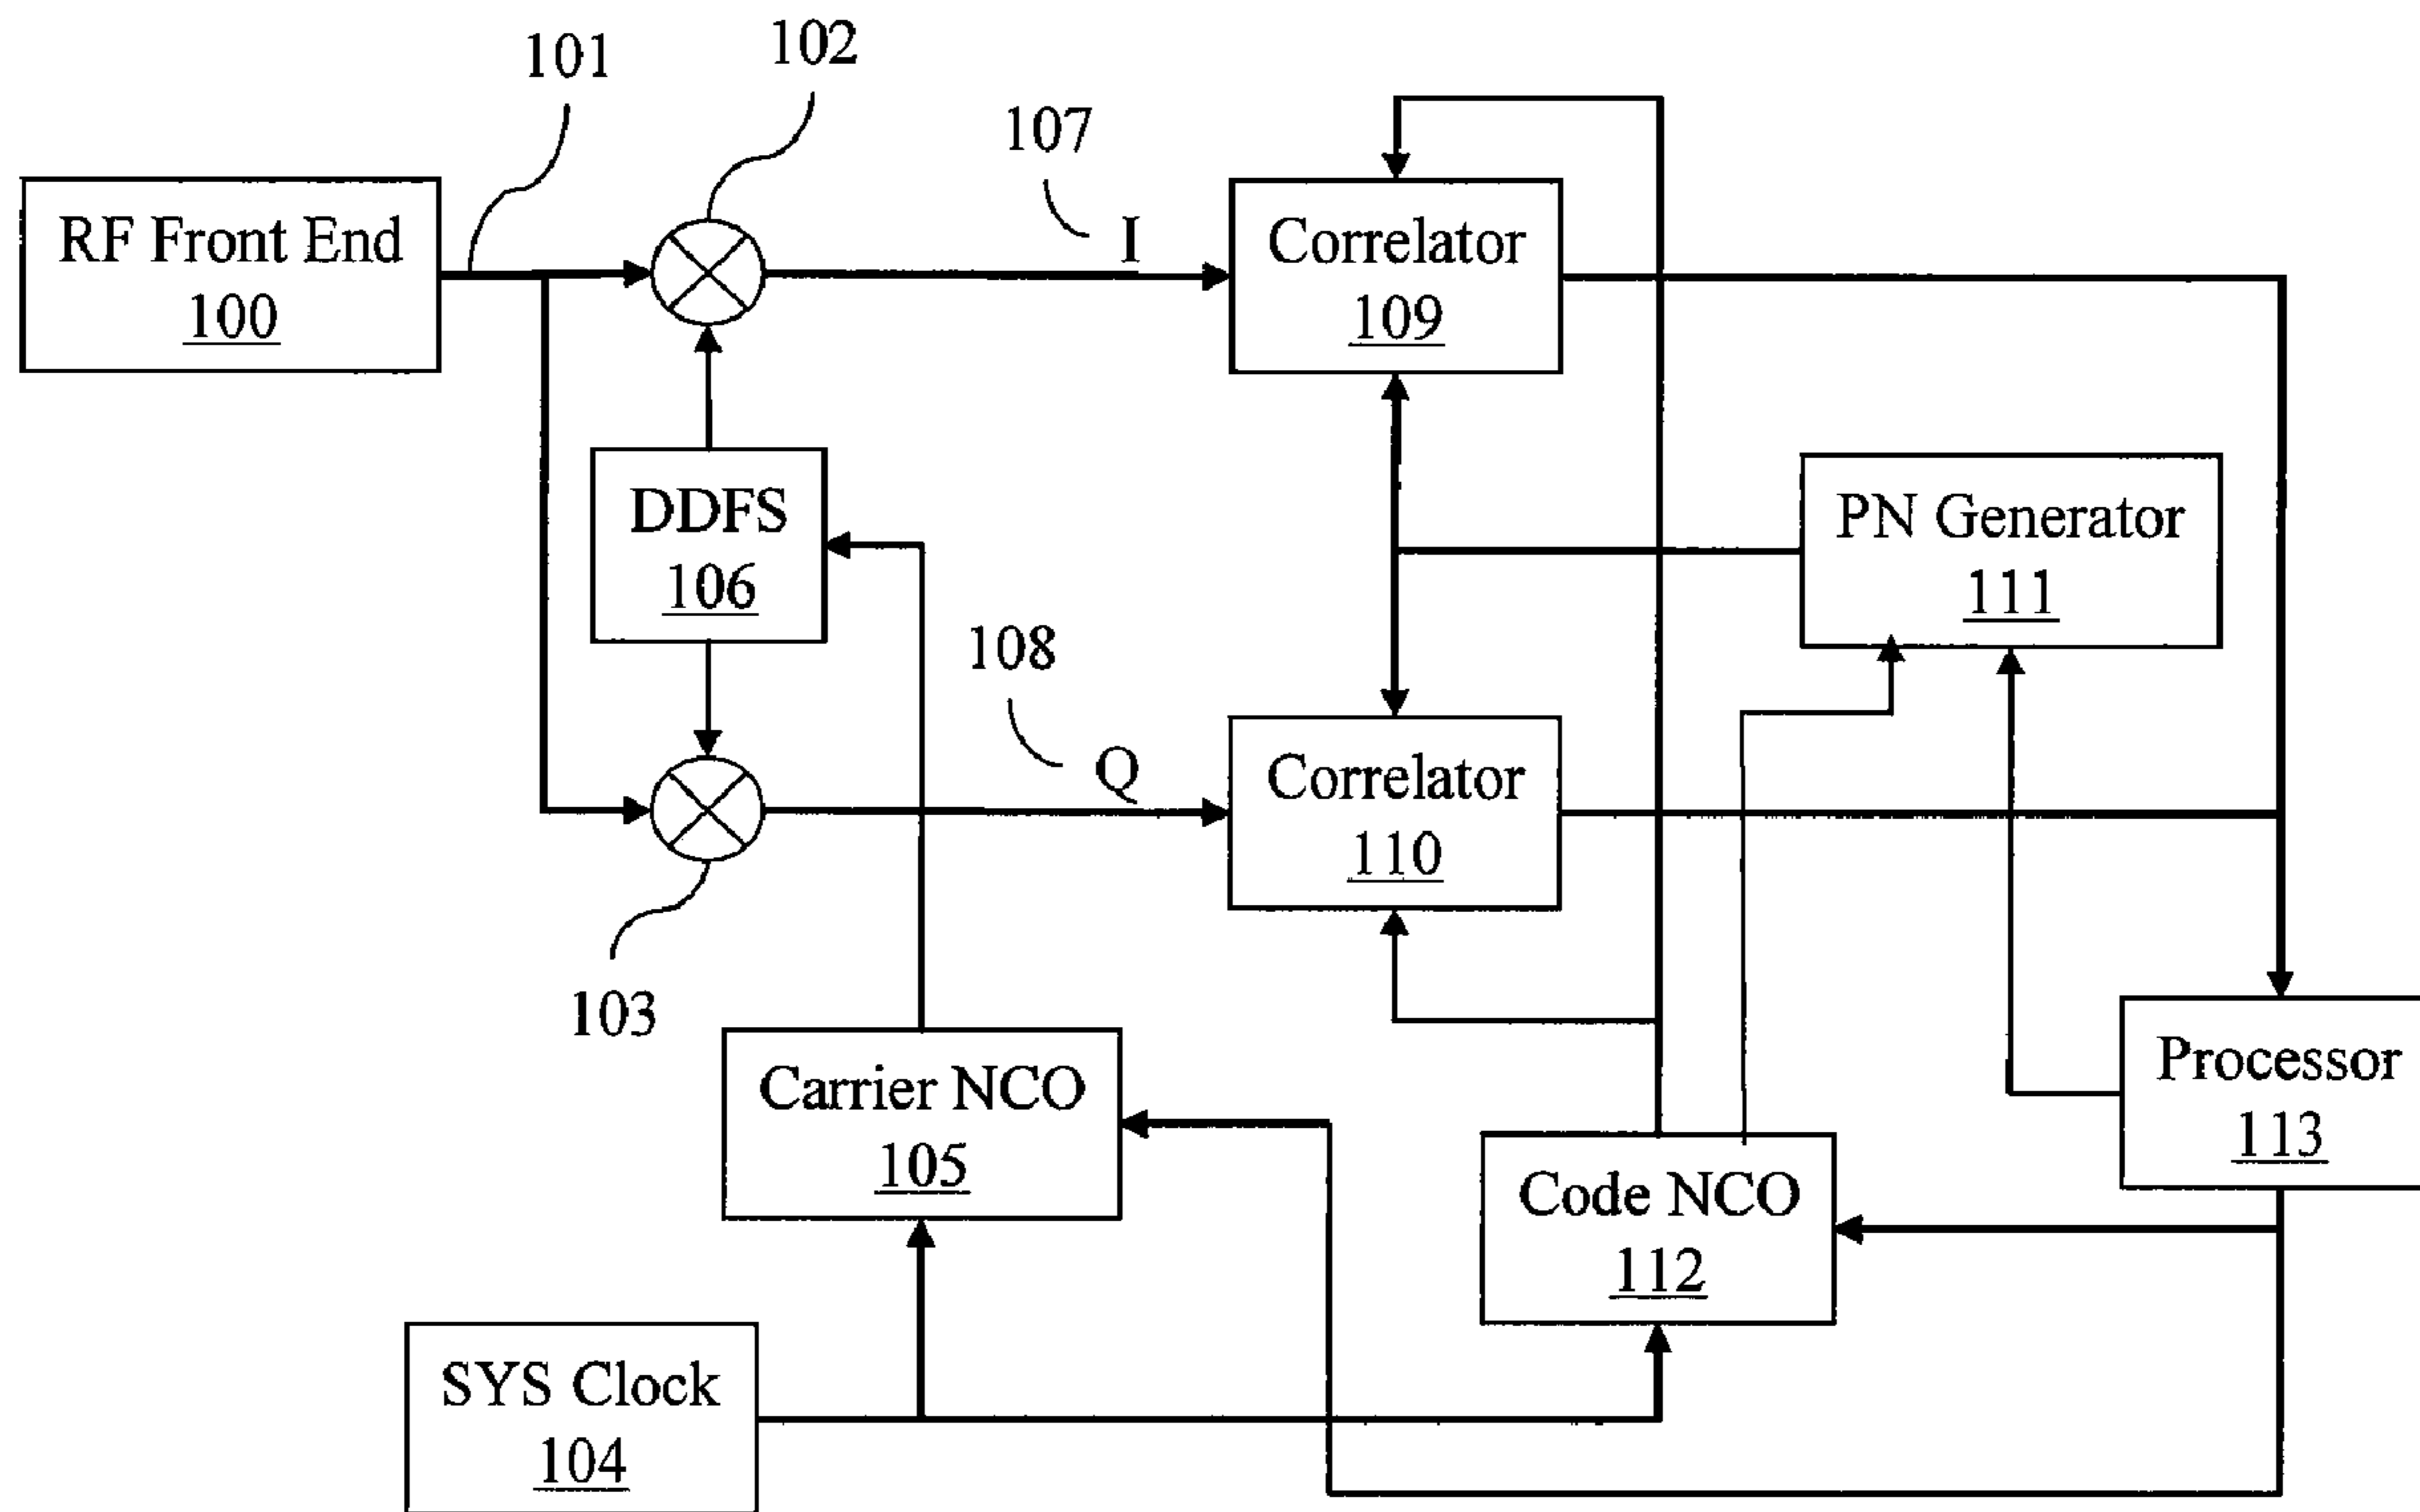 101
102
107
RF Front End
100
I
Correlator
109
DDFS
106
PN Generator
111
108
Q
Correlator
110
103
Carrier NCO
105
Processor
113
Code NCO
112
SYS Clock
104